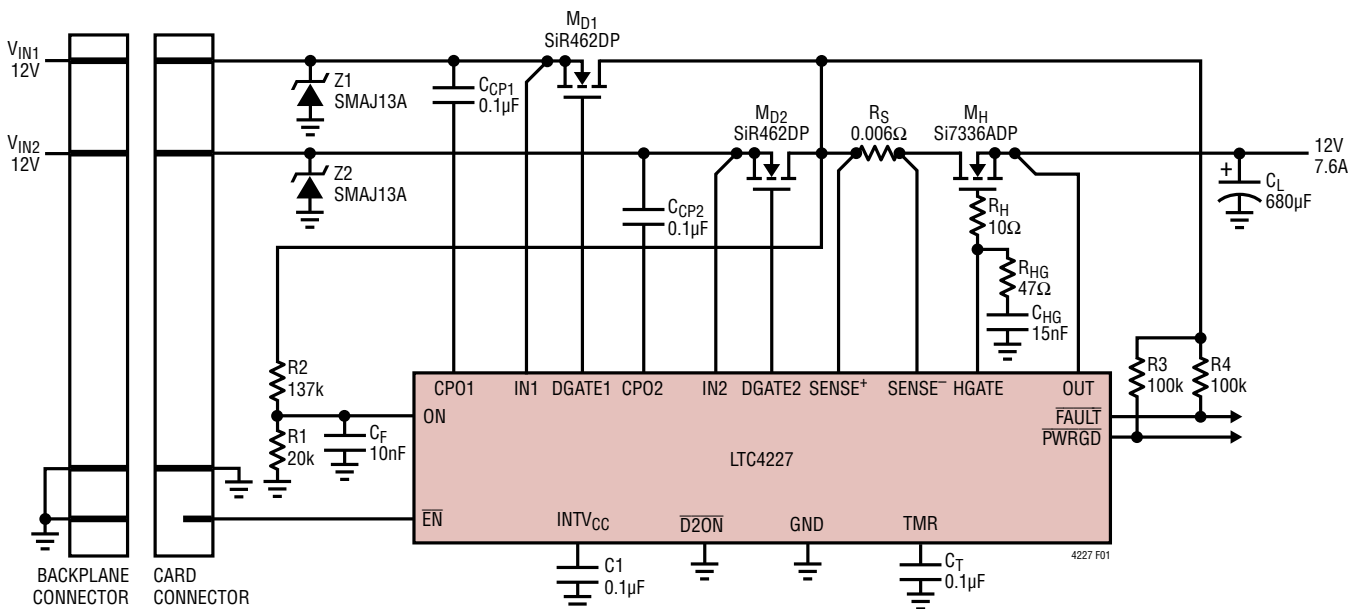 MD1
SiR462DP
VIN1
12V
Z1
SMAJ13A
CCP1
0.1µF
MD2
SiR462DP
RS
0.006Ω
MH
Si7336ADP
VIN2
12V
12V
7.6A
Z2
SMAJ13A
CCP2
0.1µF
+
CL
680µF
RH
10Ω
RHG
47Ω
CHG
15nF
R2
137k
R3
100k
R4
100k
CPO1 IN1 DGATE1 CPO2 IN2 DGATE2 SENSE+ SENSE− HGATE OUT
ON
FAULT
PWRGD
R1
20k
CF
10nF
LTC4227
EN
INTVCC
D2ON
GND
TMR
4227 F01
C1
0.1µF
CT
0.1µF
BACKPLANE
CONNECTOR
CARD
CONNECTOR